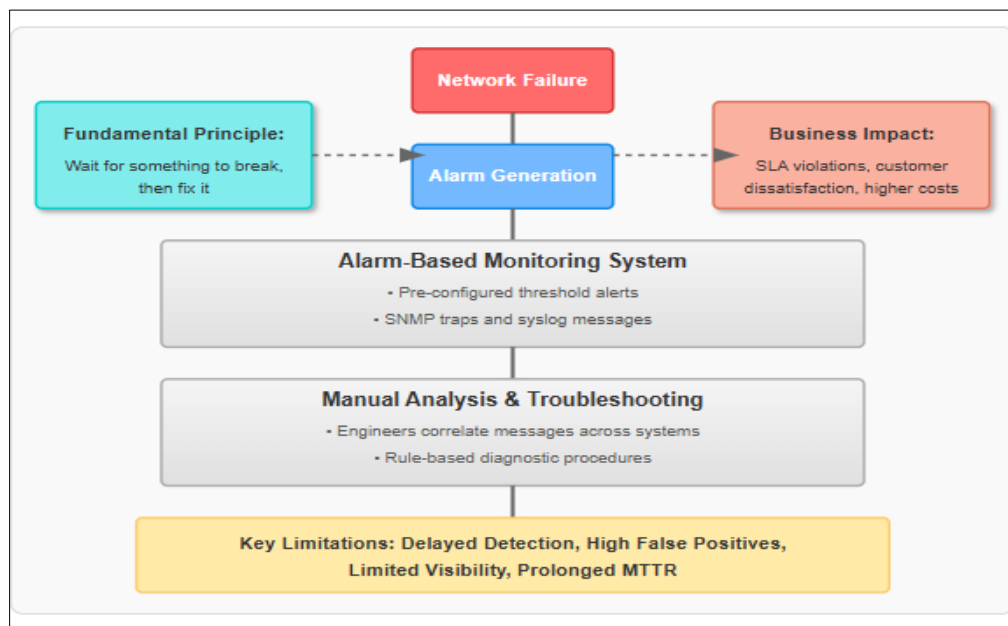 Network Failure
Fundamental Principle:
Wait for something to break,
then fix it
Alarm Generation
Business Impact:
SLA violations, customer
dissatisfaction, higher costs
Alarm-Based Monitoring System
• Pre-configured threshold alerts
• SNMP traps and syslog messages
Manual Analysis & Troubleshooting
• Engineers correlate messages across systems
• Rule-based diagnostic procedures
Key Limitations: Delayed Detection, High False Positives,
Limited Visibility, Prolonged MTTR